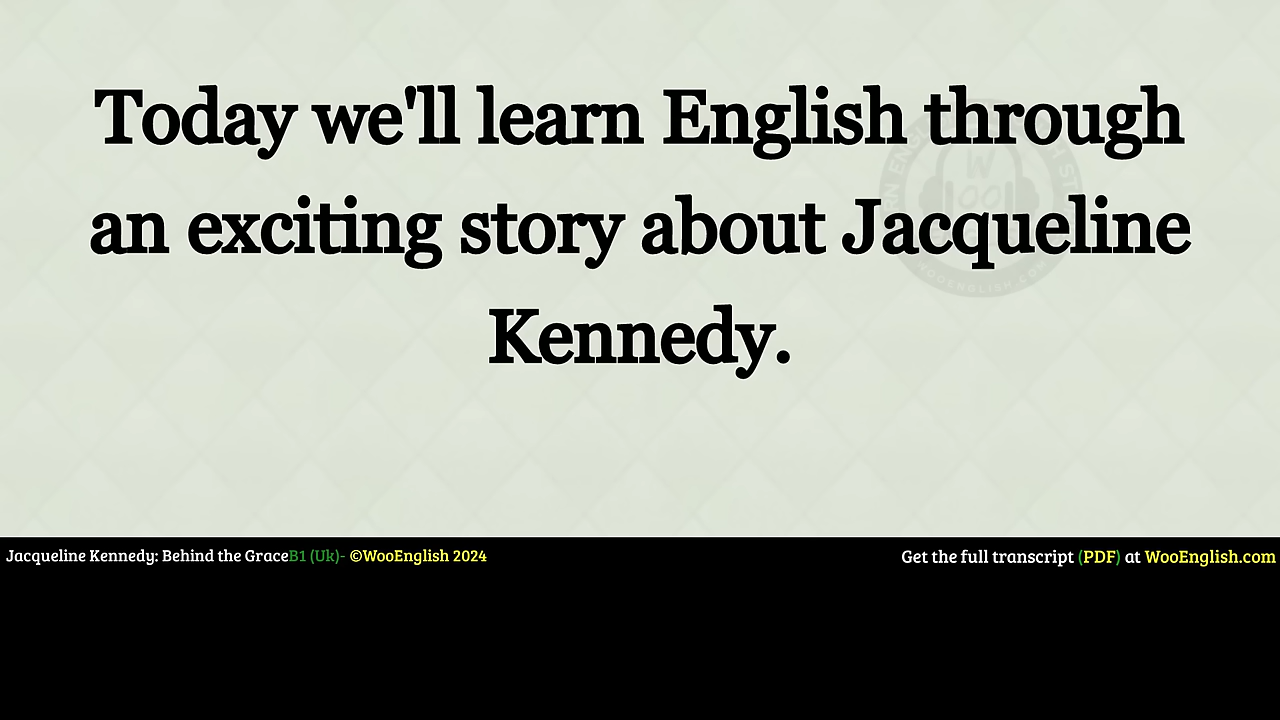 Today we'll learn English through
an exciting story about Jacqueline
Kennedy.
Jacqueline Kennedy: Behind the GraceB1 (Uk)- ©WooEnglish 2024
Get the full transcript (PDF) at WooEnglish.com